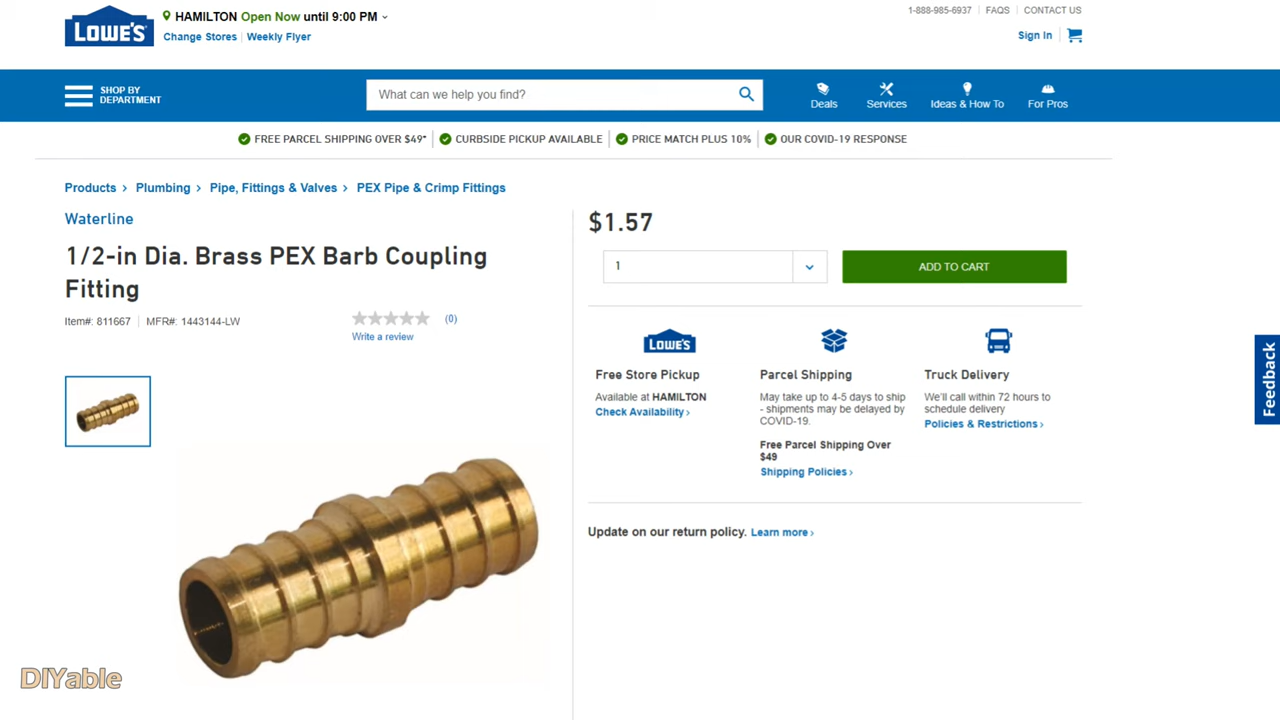 LOWE'S
HAMILTON Open Now until 9:00 PM
Change Stores | Weekly Flyer
1-888-985-6937 | FAQS | CONTACT US
Sign In
SHOP BY
DEPARTMENT
What can we help you find?
Deals
Services
Ideas & How To
For Pros
FREE PARCEL SHIPPING OVER $49*
CURBSIDE PICKUP AVAILABLE
PRICE MATCH PLUS 10%
OUR COVID-19 RESPONSE
Products > Plumbing > Pipe, Fittings & Valves > PEX Pipe & Crimp Fittings
Waterline
1/2-in Dia. Brass PEX Barb Coupling
Fitting
Item#: 811667 | MFR#: 1443144-LW
(0)
Write a review
$1.57
1
ADD TO CART
LOWE'S
Free Store Pickup
Available at HAMILTON
Check Availability >
Parcel Shipping
May take up to 4-5 days to ship
- shipments may be delayed by
COVID-19.
Free Parcel Shipping Over
$49
Shipping Policies >
Truck Delivery
We'll call within 72 hours to
schedule delivery
Policies & Restrictions >
Update on our return policy. Learn more >
Feedback
DIYable